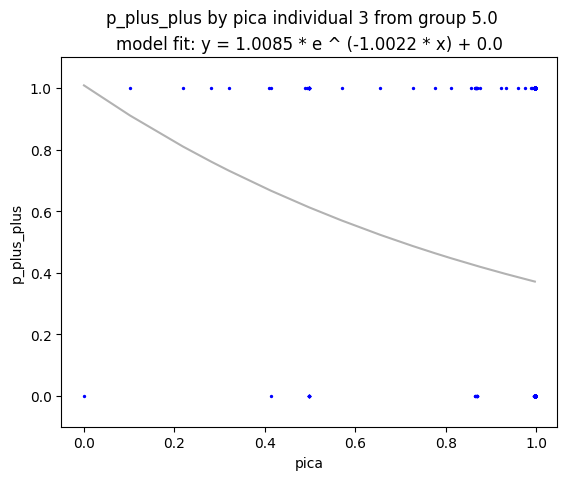 p_plus_plus by pica individual 3 from group 5.0
model fit: y = 1.0085 * e ^ (-1.0022 * x) + 0.0
1.0
0.8
0.6
0.4
0.2
0.0
p_plus_plus
0.0 0.2 0.4 0.6 0.8 1.0
pica